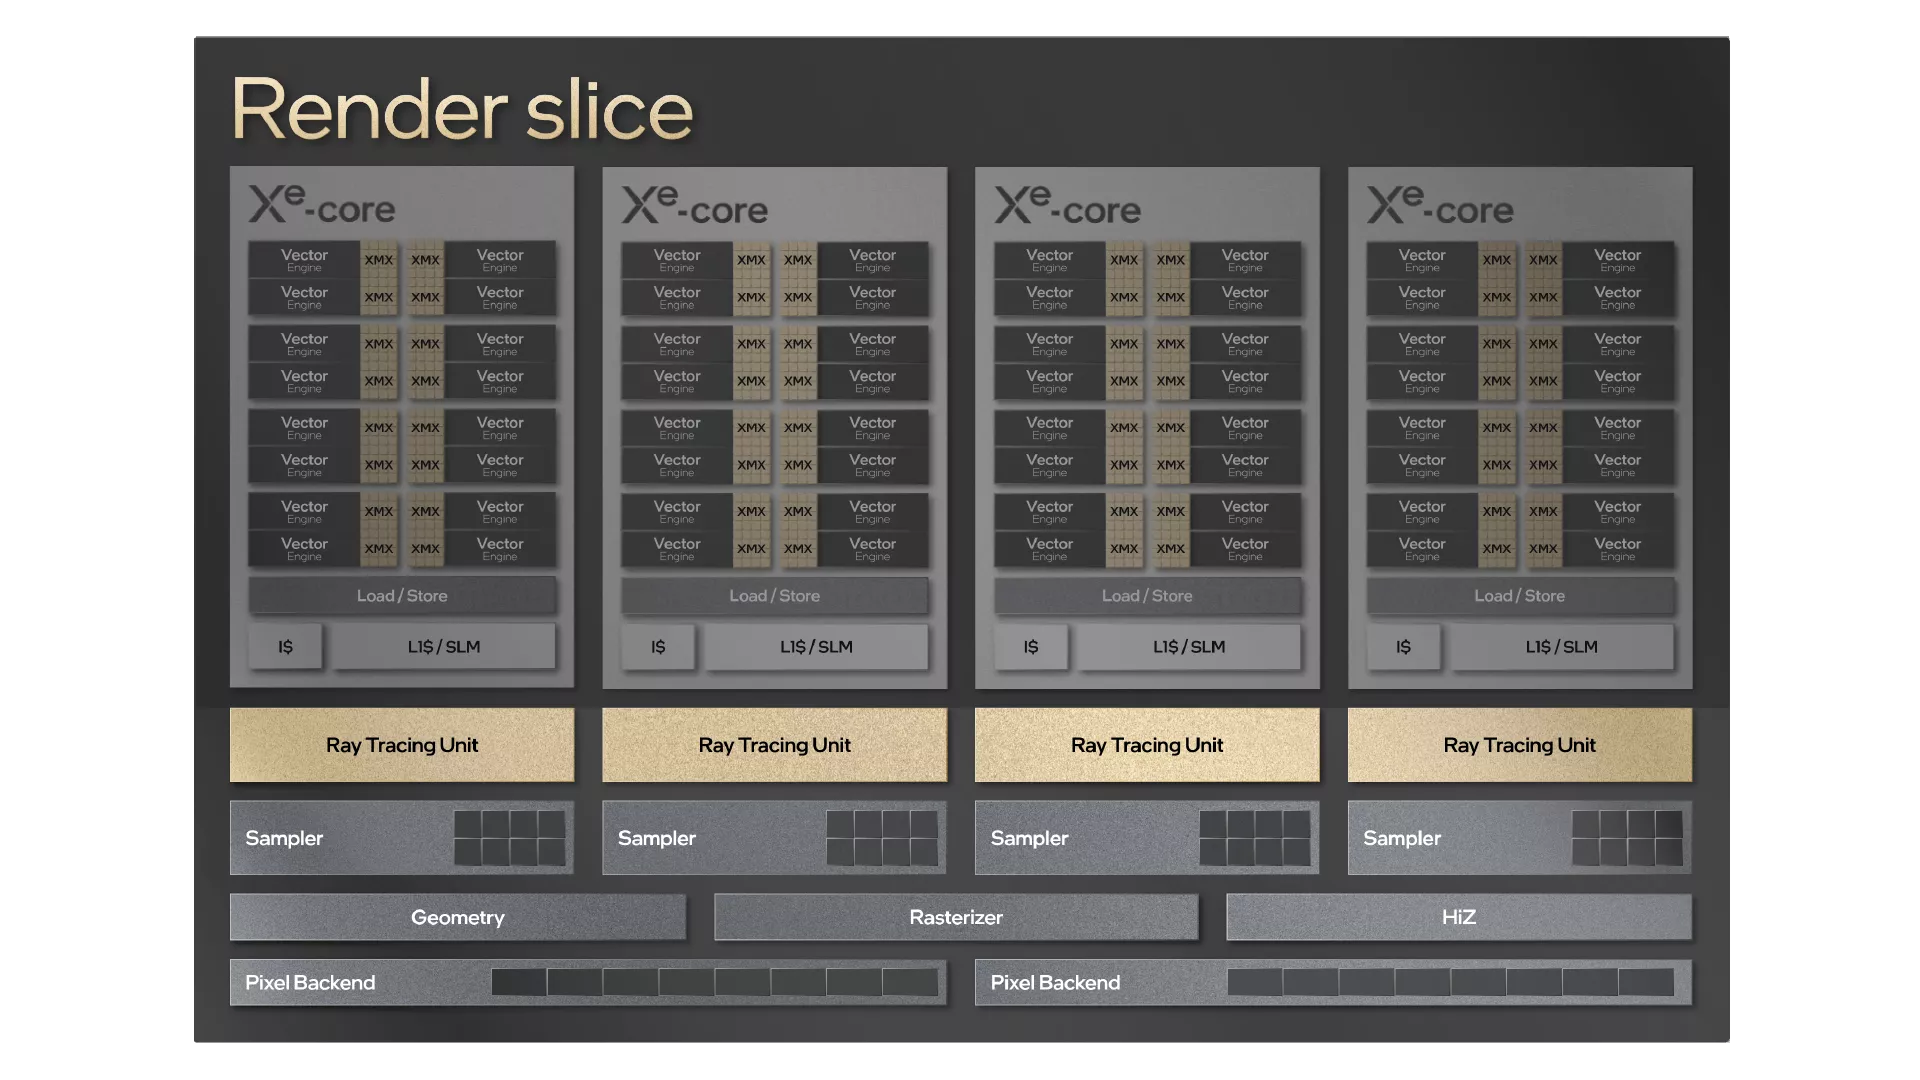 Render slice
Xe-core Xe-core Xe-core Xe-core
Vector XMX XMX Vector Vector XMX XMX Vector Vector XMX XMX Vector Vector XMX XMX Vector
Engine Engine Engine Engine Engine Engine Engine Engine
Vector XMX XMX Vector Vector XMX XMX Vector Vector XMX XMX Vector Vector XMX XMX Vector
Engine Engine Engine Engine Engine Engine Engine Engine
Vector XMX XMX Vector Vector XMX XMX Vector Vector XMX XMX Vector Vector XMX XMX Vector
Engine Engine Engine Engine Engine Engine Engine Engine
Vector XMX XMX Vector Vector XMX XMX Vector Vector XMX XMX Vector Vector XMX XMX Vector
Engine Engine Engine Engine Engine Engine Engine Engine
Vector XMX XMX Vector Vector XMX XMX Vector Vector XMX XMX Vector Vector XMX XMX Vector
Engine Engine Engine Engine Engine Engine Engine Engine
Vector XMX XMX Vector Vector XMX XMX Vector Vector XMX XMX Vector Vector XMX XMX Vector
Engine Engine Engine Engine Engine Engine Engine Engine
Vector XMX XMX Vector Vector XMX XMX Vector Vector XMX XMX Vector Vector XMX XMX Vector
Engine Engine Engine Engine Engine Engine Engine Engine
Vector XMX XMX Vector Vector XMX XMX Vector Vector XMX XMX Vector Vector XMX XMX Vector
Engine Engine Engine Engine Engine Engine Engine Engine
Load / Store Load / Store Load / Store Load / Store
I$ L1$ / SLM I$ L1$ / SLM I$ L1$ / SLM I$ L1$ / SLM
Ray Tracing Unit Ray Tracing Unit Ray Tracing Unit Ray Tracing Unit
Sampler Sampler Sampler Sampler
Geometry Rasterizer HiZ
Pixel Backend Pixel Backend